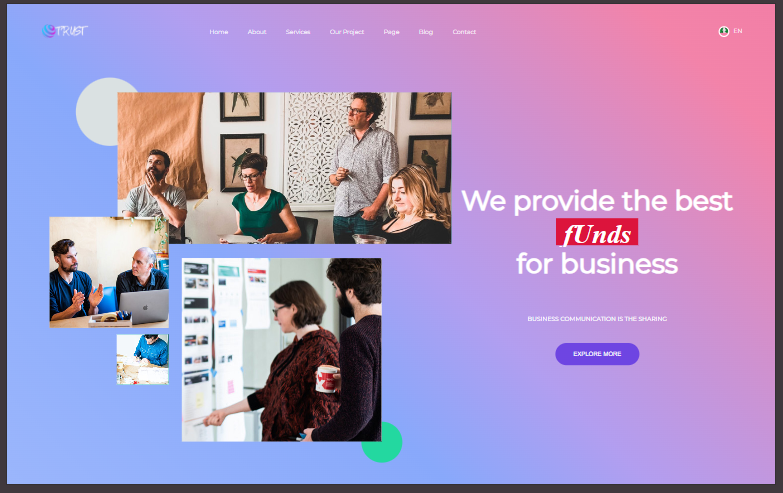 TRUST
Home About Services Our Project Page Blog Contact
EN
We provide the best
fUnds
for business
BUSINESS COMMUNICATION IS THE SHARING
EXPLORE MORE